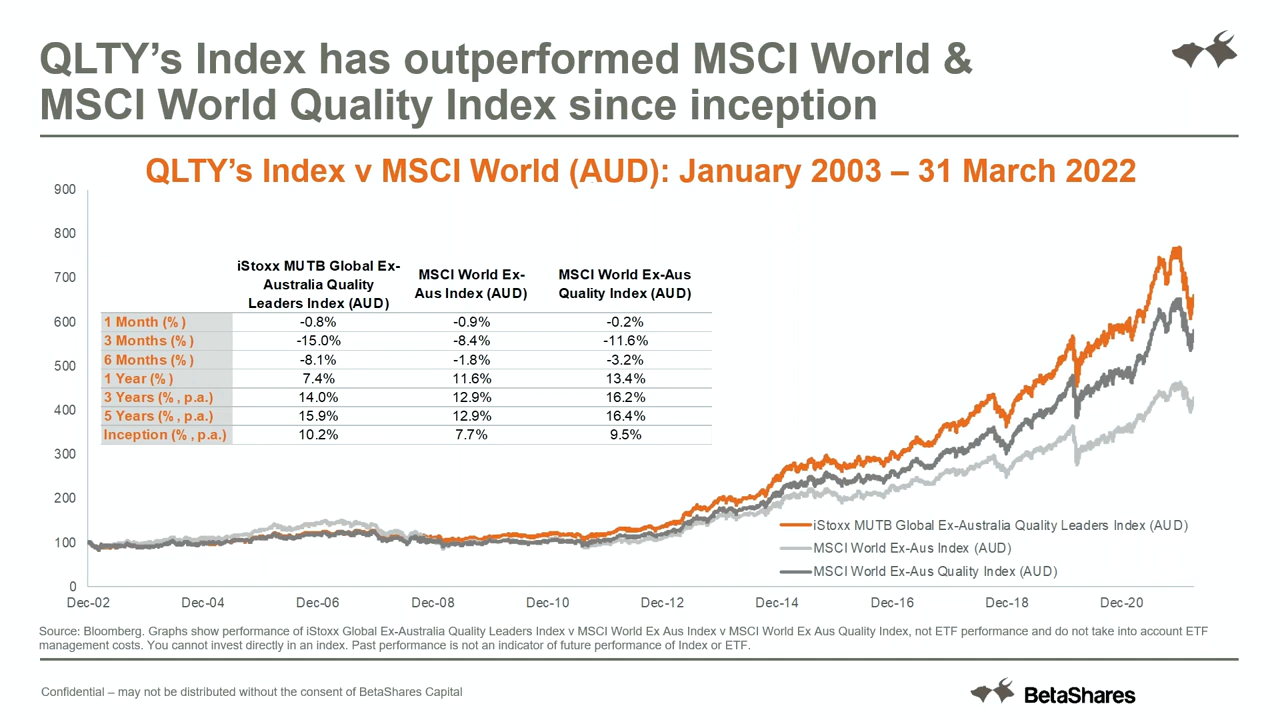 QLTY’s Index has outperformed MSCI World &
MSCI World Quality Index since inception
QLTY’s Index v MSCI World (AUD): January 2003 – 31 March 2022
900
800
700
600
500
400
300
200
100
0
iStoxx MUTB Global Ex-
Australia Quality
Leaders Index (AUD)
MSCI World Ex-
Aus Index (AUD)
MSCI World Ex-Aus
Quality Index (AUD)
1 Month (%) -0.8% -0.9% -0.2%
3 Months (%) -15.0% -8.4% -11.6%
6 Months (%) -8.1% -1.8% -3.2%
1 Year (%) 7.4% 11.6% 13.4%
3 Years (%, p.a.) 14.0% 12.9% 16.2%
5 Years (%, p.a.) 15.9% 12.9% 16.4%
Inception (%, p.a.) 10.2% 7.7% 9.5%
iStoxx MUTB Global Ex-Australia Quality Leaders Index (AUD)
MSCI World Ex-Aus Index (AUD)
MSCI World Ex-Aus Quality Index (AUD)
Dec-02 Dec-04 Dec-06 Dec-08 Dec-10 Dec-12 Dec-14 Dec-16 Dec-18 Dec-20
Source: Bloomberg. Graphs show performance of iStoxx Global Ex-Australia Quality Leaders Index v MSCI World Ex Aus Index v MSCI World Ex Aus Quality Index, not ETF performance and do not take into account ETF
management costs. You cannot invest directly in an index. Past performance is not an indicator of future performance of Index or ETF.
Confidential – may not be distributed without the consent of BetaShares Capital
BetaShares